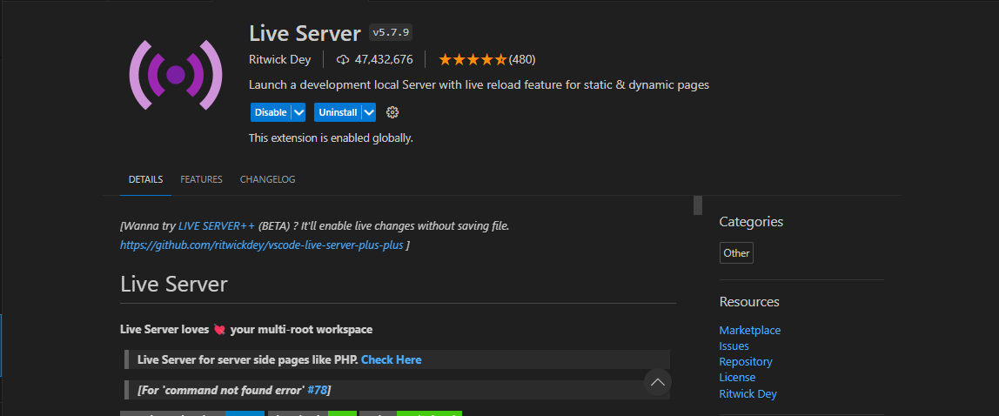 Live Server v5.7.9
Ritwick Dey 47,432,676 (480)
Launch a development local Server with live reload feature for static & dynamic pages
Disable Uninstall
This extension is enabled globally.
DETAILS FEATURES CHANGELOG
[Wanna try LIVE SERVER++ (BETA) ? It'll enable live changes without saving file.
https://github.com/ritwickdey/vscode-live-server-plus-plus ]
Live Server
Live Server loves 💘 your multi-root workspace
Live Server for server side pages like PHP. Check Here
[For 'command not found error' #78]
Categories
Other
Resources
Marketplace
Issues
Repository
License
Ritwick Dey